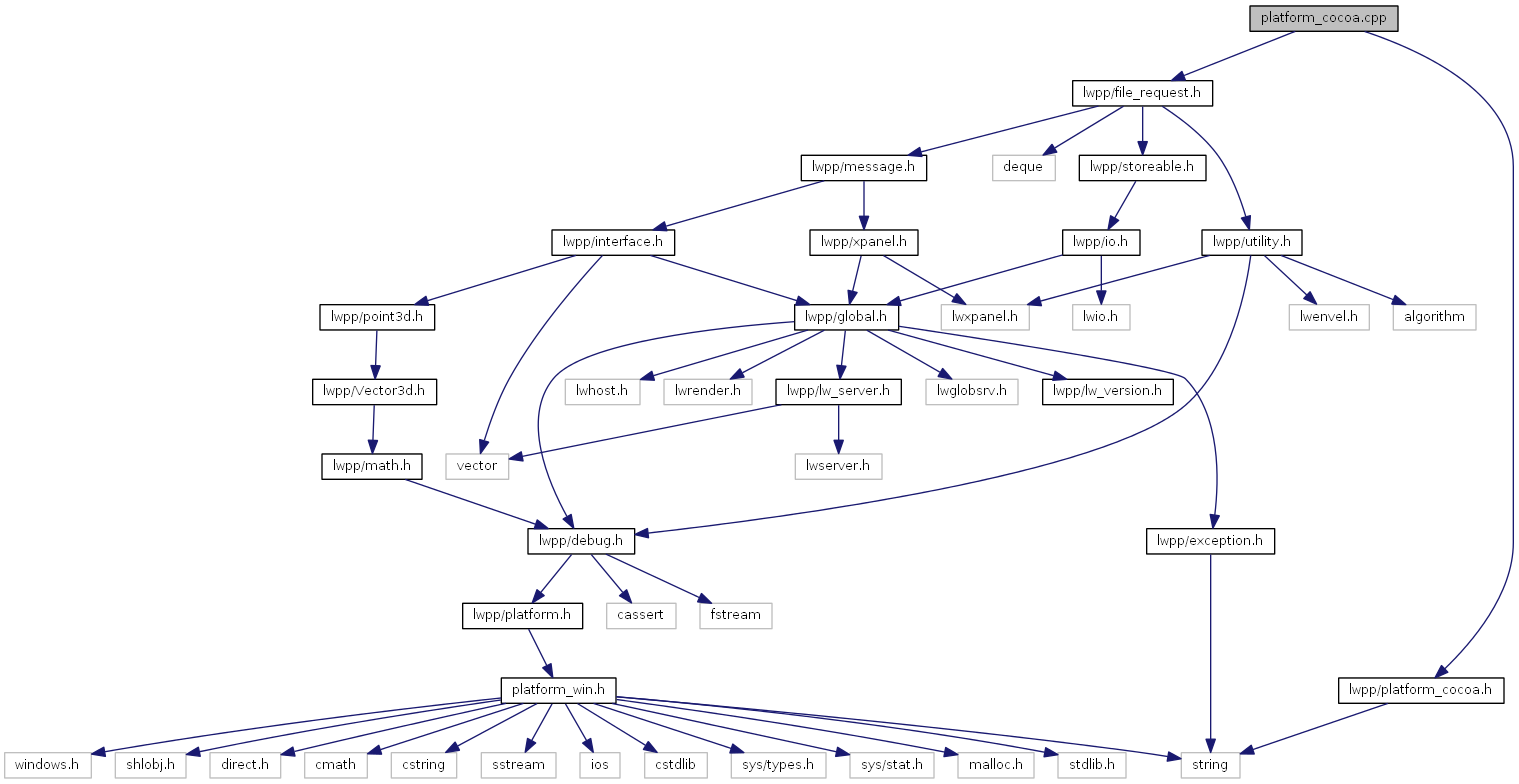 platform_cocoa.cpp
lwpp/file_request.h
lwpp/message.h
deque
lwpp/storeable.h
lwpp/interface.h
lwpp/xpanel.h
lwpp/io.h
lwpp/utility.h
lwpp/point3d.h
lwpp/global.h
lwxpanel.h
lwio.h
lwenvel.h
algorithm
lwpp/Vector3d.h
lwhost.h
lwrender.h
lwpp/lw_server.h
lwglobsrv.h
lwpp/lw_version.h
lwpp/math.h
vector
lwserver.h
lwpp/debug.h
lwpp/exception.h
lwpp/platform.h
cassert
fstream
platform_win.h
lwpp/platform_cocoa.h
windows.h
shlobj.h
direct.h
cmath
cstring
sstream
ios
cstdlib
sys/types.h
sys/stat.h
malloc.h
stdlib.h
string